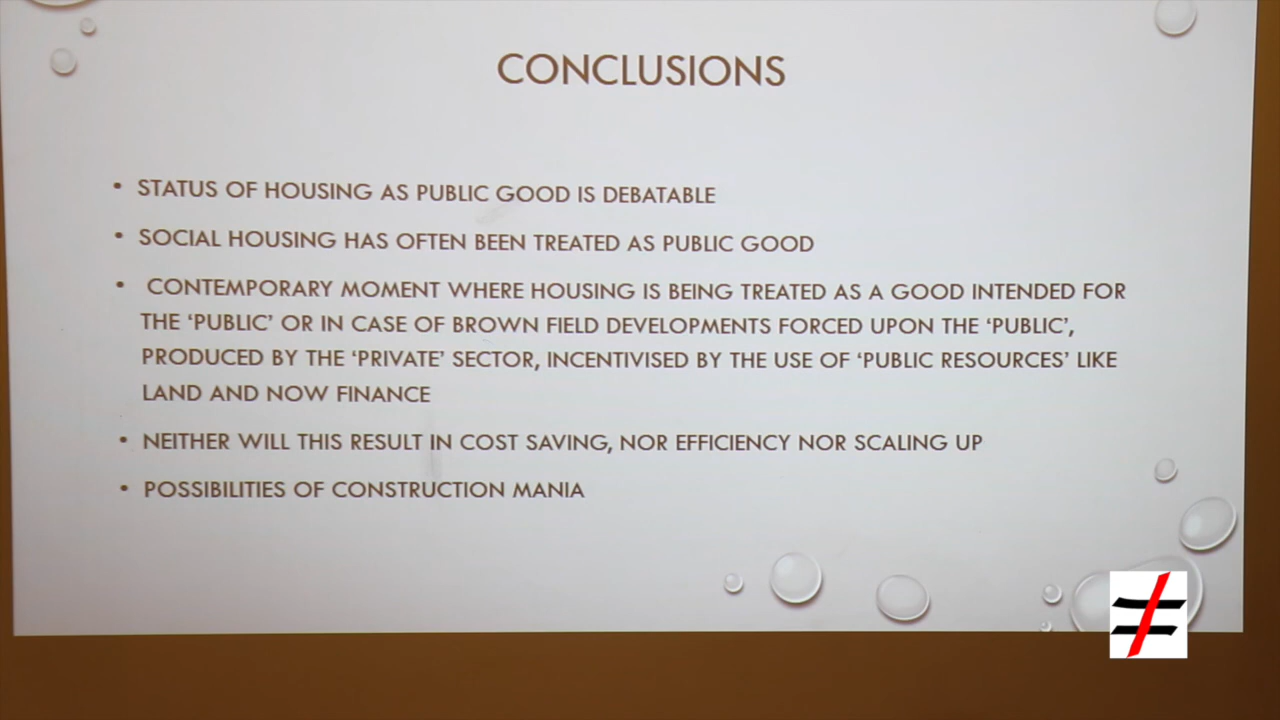 CONCLUSIONS
• STATUS OF HOUSING AS PUBLIC GOOD IS DEBATABLE
• SOCIAL HOUSING HAS OFTEN BEEN TREATED AS PUBLIC GOOD
• CONTEMPORARY MOMENT WHERE HOUSING IS BEING TREATED AS A GOOD INTENDED FOR
THE ‘PUBLIC’ OR IN CASE OF BROWN FIELD DEVELOPMENTS FORCED UPON THE ‘PUBLIC’,
PRODUCED BY THE ‘PRIVATE’ SECTOR, INCENTIVISED BY THE USE OF ‘PUBLIC RESOURCES’ LIKE
LAND AND NOW FINANCE
• NEITHER WILL THIS RESULT IN COST SAVING, NOR EFFICIENCY NOR SCALING UP
• POSSIBILITIES OF CONSTRUCTION MANIA